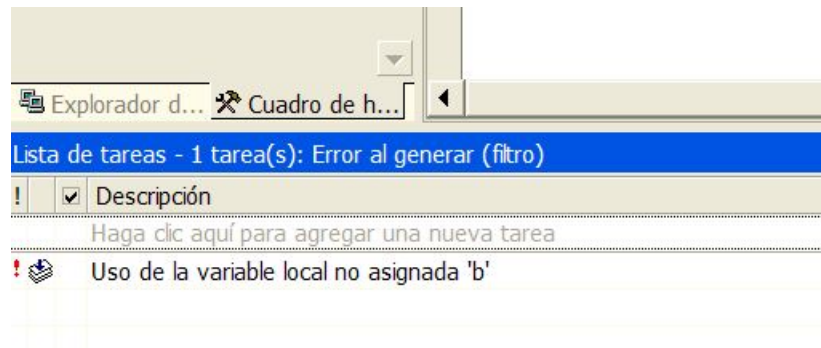 Explorador d... Cuadro de h...
Lista de tareas - 1 tarea(s): Error al generar (filtro)
! Descripción
Haga clic aquí para agregar una nueva tarea
! Uso de la variable local no asignada 'b'